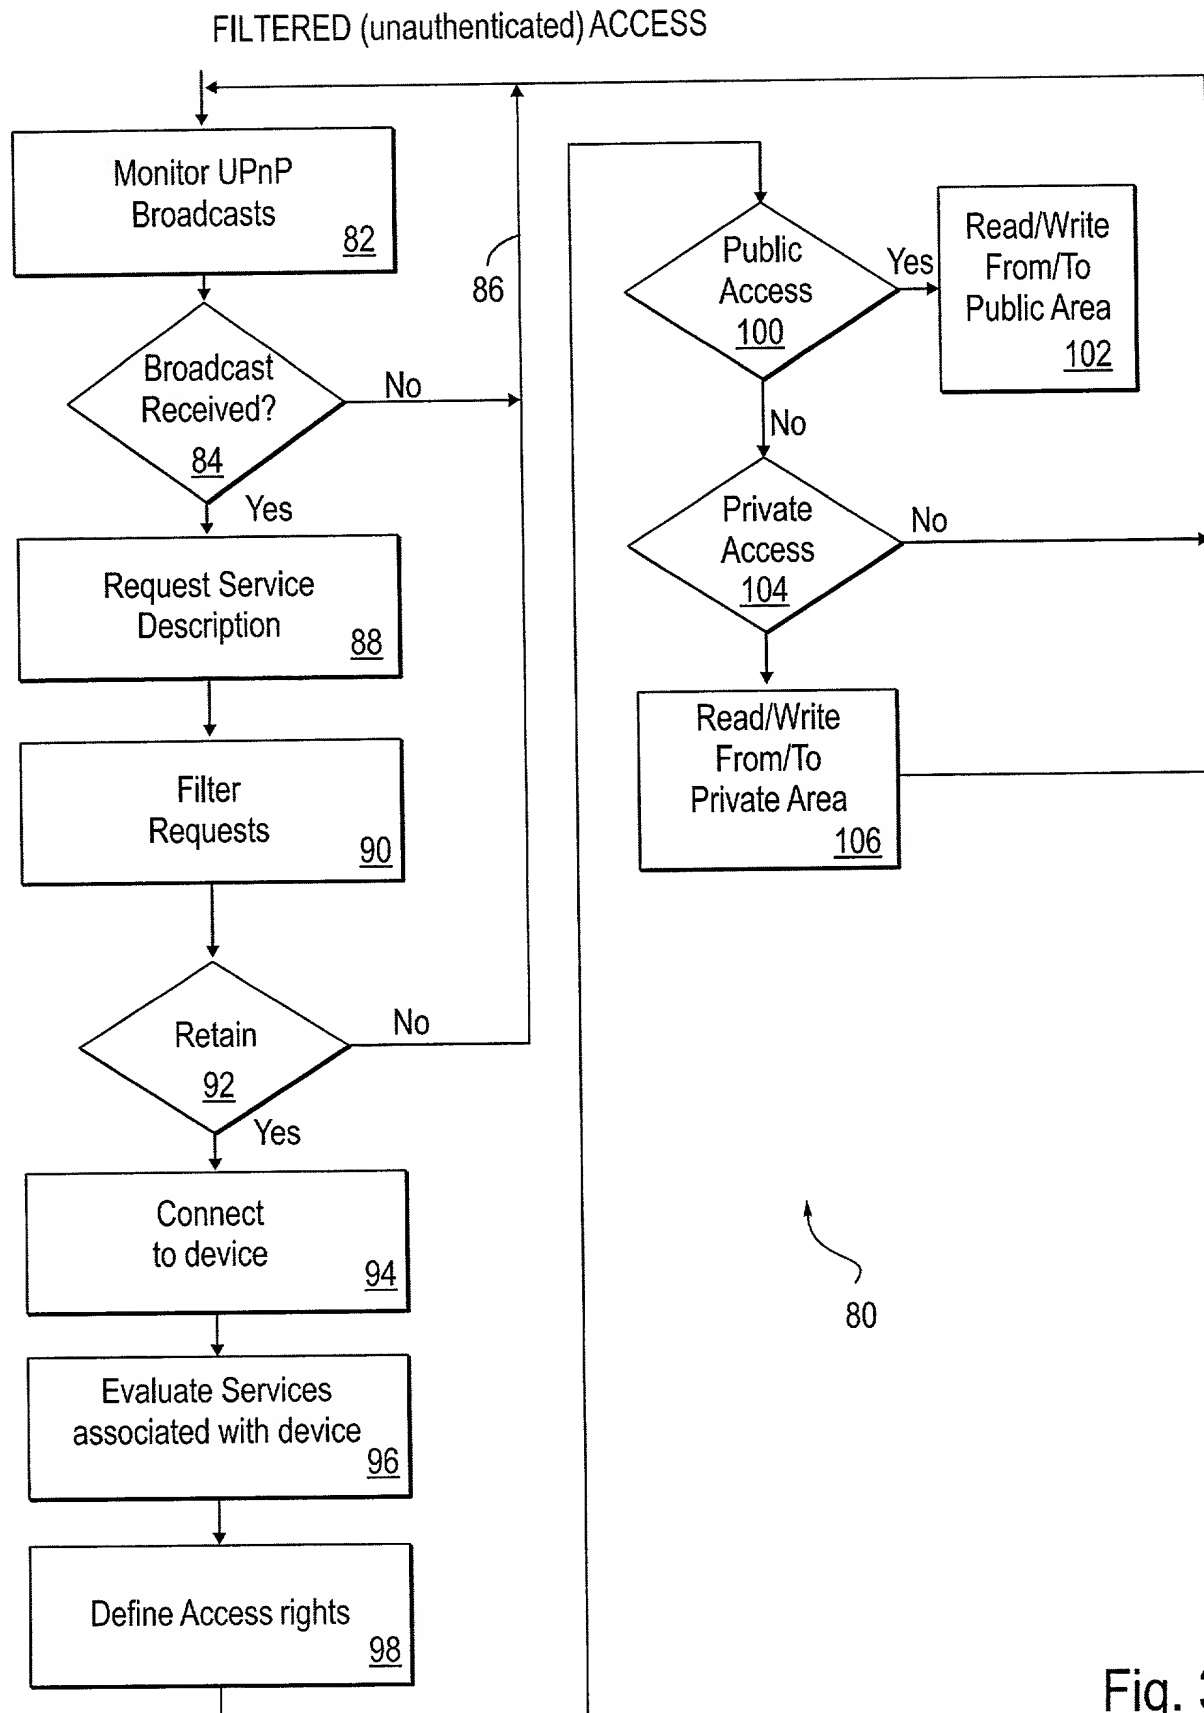 FILTERED (unauthenticated) ACCESS
Monitor UPnP
Broadcasts
82
86
Broadcast
Received?
84
No
Yes
Request Service
Description
88
Filter
Requests
90
Retain
92
No
Yes
Connect
to device
94
Evaluate Services
associated with device
96
Define Access rights
98
Public
Access
100
Yes
Read/Write
From/To
Public Area
102
No
Private
Access
104
No
Read/Write
From/To
Private Area
106
80
Fig. 3